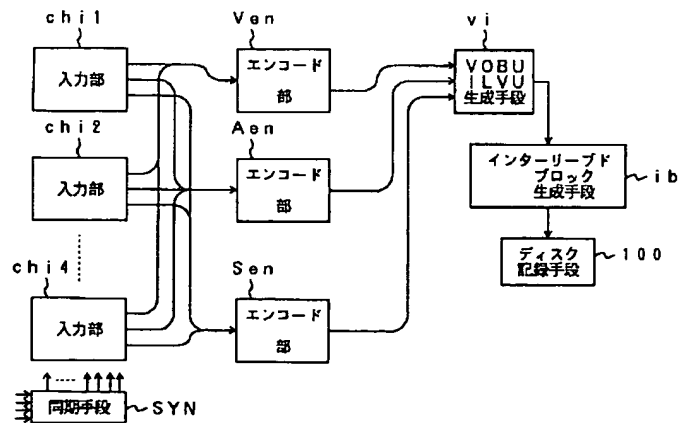 chi1
Ven
vi
入力部
エンコード
部
VOBU
ILVU
生成手段
chi2
Aen
入力部
エンコード
部
インターリーブド
ブロック
生成手段
ib
chi4
Sen
ディスク
記録手段
100
入力部
エンコード
部
同期手段
SYN